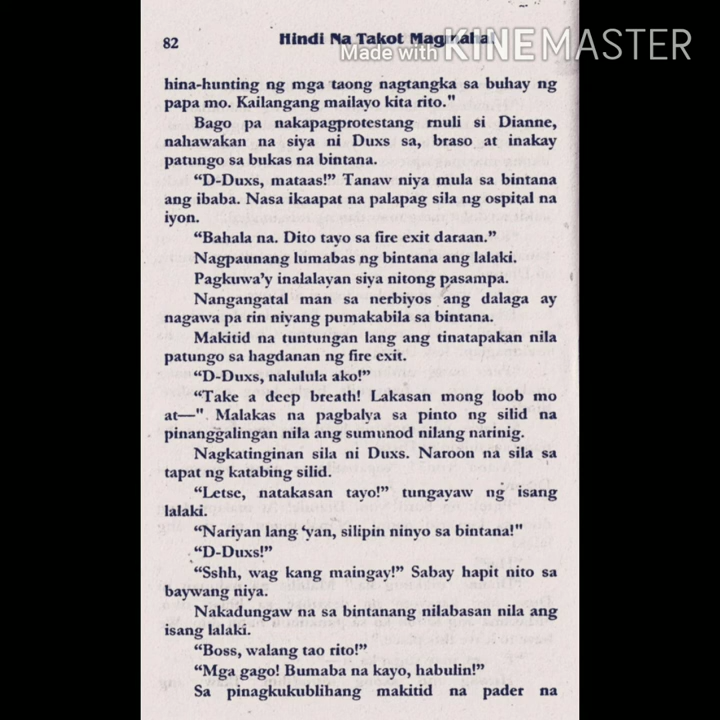 82
Hindi Na Takot Magmahal
Made with KINEMASTER
hina-hunting ng mga taong nagtangka sa buhay ng
papa mo. Kailangang mailayo kita rito."
Bago pa nakapagprotestang muli si Dianne,
nahawakan na siya ni Duxs sa, braso at inakay
patungo sa bukas na bintana.
“D-Duxs, mataas!” Tanaw niya mula sa bintana
ang ibaba. Nasa ikaapat na palapag sila ng ospital na
iyon.
“Bahala na. Dito tayo sa fire exit daraan.”
Nagpaunang lumabas ng bintana ang lalaki.
Pagkuwa’y inalalayan siya nitong pasampa.
Nangangatal man sa nerbiyos ang dalaga ay
nagawa pa rin niyang pumakabila sa bintana.
Makitid na tuntungan lang ang tinatapakan nila
patungo sa hagdanan ng fire exit.
“D-Duxs, nalulula ako!”
“Take a deep breath! Lakasan mong loob mo
at—". Malakas na pagbalya sa pinto ng silid na
pinanggalingan nila ang sumunod nilang narinig.
Nagkatinginan sila ni Duxs. Naroon na sila sa
tapat ng katabing silid.
“Letse, natakasan tayo!” tungayaw ng isang
lalaki.
“Nariyan lang ‘yan, silipin ninyo sa bintana!"
“D-Duxs!”
“Sshh, wag kang maingay!” Sabay hapit nito sa
baywang niya.
Nakadungaw na sa bintanang nilabasan nila ang
isang lalaki.
“Boss, walang tao rito!”
“Mga gago! Bumaba na kayo, habulin!”
Sa pinagkukublihang makitid na pader na